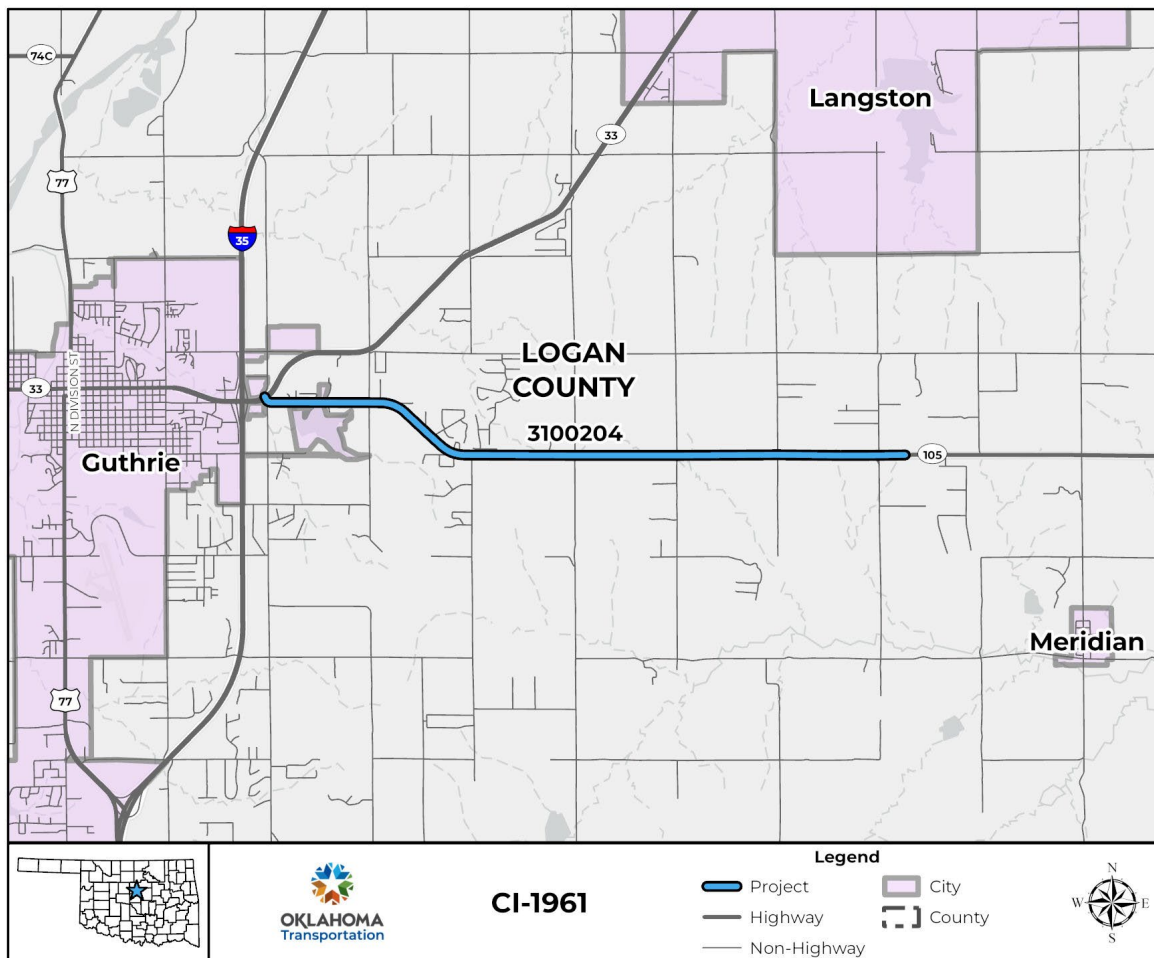 74C
Langston
33
77
35
LOGAN
COUNTY
33
N DIVISION ST
3100204
Guthrie
105
Meridian
77
OKLAHOMA
Transportation
CI-1961
Legend
Project
City
Highway
County
Non-Highway
N
W
E
S